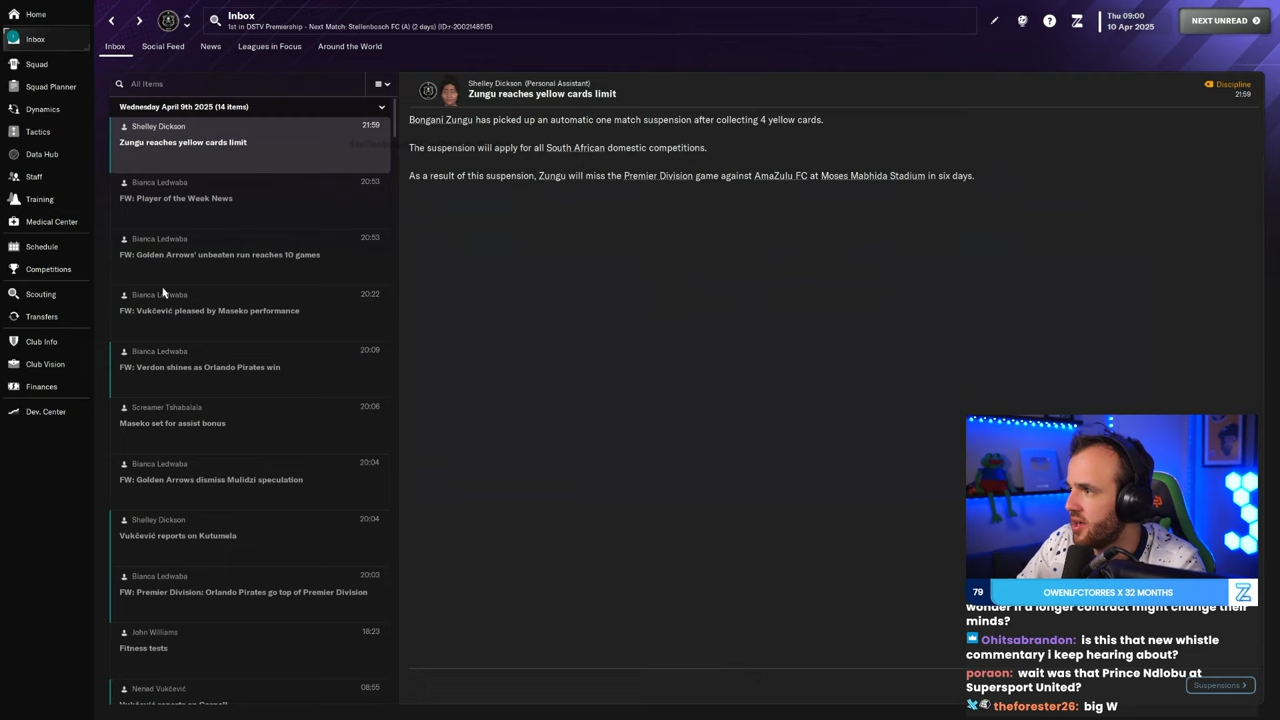 Home
Inbox
Squad
Squad Planner
Dynamics
Tactics
Data Hub
Staff
Training
Medical Center
Schedule
Competitions
Scouting
Transfers
Club Info
Club Vision
Finances
Dev. Center
Inbox
1st in DSTV Premiership - Next Match: Stellenbosch FC (A) (2 days) (ID:r-2002148515)
Thu 09:00
10 Apr 2025
NEXT UNREAD
Inbox Social Feed News Leagues in Focus Around the World
All Items
Wednesday April 9th 2025 (14 items)
Shelley Dickson 21:59
Zungu reaches yellow cards limit
Bianca Ledwaba 20:53
FW: Player of the Week News
Bianca Ledwaba 20:53
FW: Golden Arrows' unbeaten run reaches 10 games
Bianca Ledwaba 20:22
FW: Vukčević pleased by Maseko performance
Bianca Ledwaba 20:09
FW: Verdon shines as Orlando Pirates win
Screamer Tshabalala 20:06
Maseko set for assist bonus
Bianca Ledwaba 20:04
FW: Golden Arrows dismiss Mulidzi speculation
Shelley Dickson 20:04
Vukčević reports on Kutumela
Bianca Ledwaba 20:03
FW: Premier Division: Orlando Pirates go top of Premier Division
John Williams 18:23
Fitness tests
Nenad Vukčević 08:55
Shelley Dickson (Personal Assistant)
Zungu reaches yellow cards limit
Discipline
21:59
Bongani Zungu has picked up an automatic one match suspension after collecting 4 yellow cards.
The suspension will apply for all South African domestic competitions.
As a result of this suspension, Zungu will miss the Premier Division game against AmaZulu FC at Moses Mabhida Stadium in six days.
79 OWENLFCTORRES X 32 MONTHS
wonder if a longer contract might change their
minds?
Ohitsabrandon: is this that new whistle
commentary i keep hearing about?
poraon: wait was that Prince Ndlobu at
Supersport United?
theforester26: big W
Suspensions